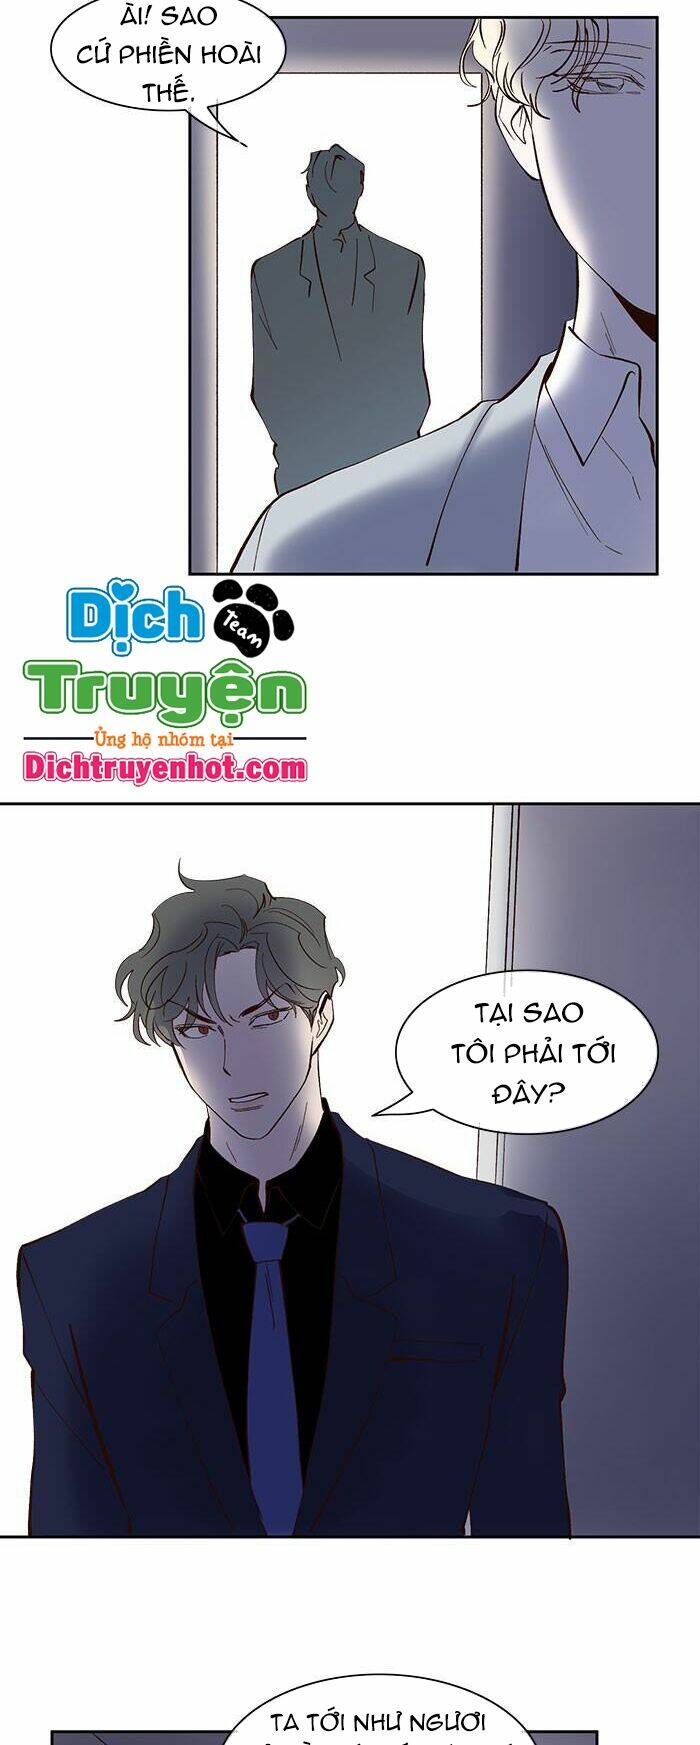 ÀI! SAO
CỨ PHIỀN HOÀI
THẾ.
Dịch
Team
Truyện
Ủng hộ nhóm tại
Dichtruyenhot.com
TẠI SAO
TÔI PHẢI TỚI
ĐÂY?
TA TỚI NHƯ NGƯƠI